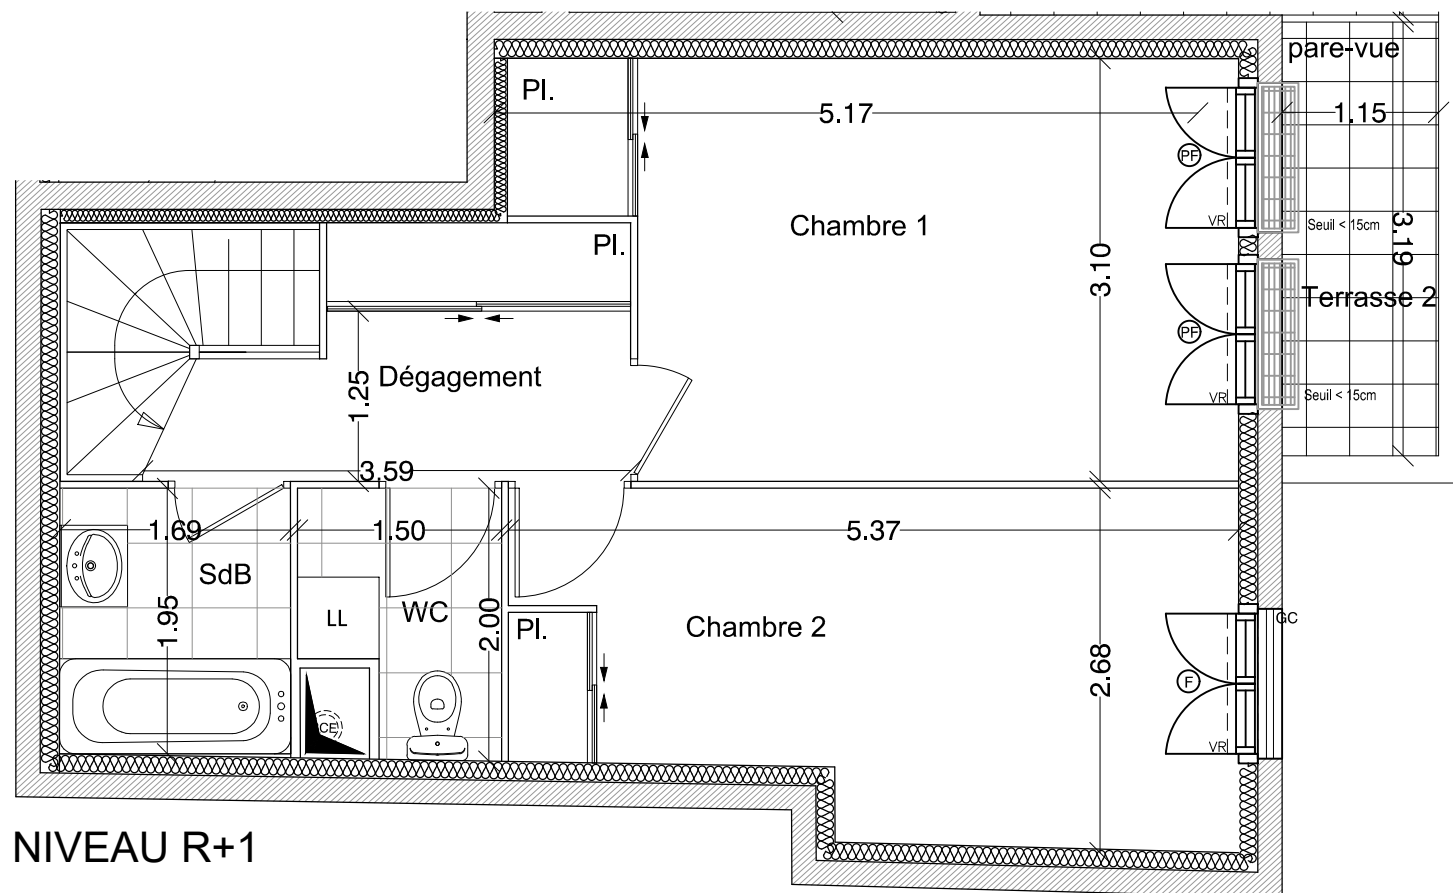 pare-vue
Pl.
5.17
1.15
PF
Chambre 1
VR
Seuil < 15cm
3.19
Pl.
3.10
Terrasse 2
PF
Dégagement
1.25
VR
Seuil < 15cm
3.59
1.69
1.50
5.37
SdB
WC
LL
1.95
2.00
Pl.
Chambre 2
GC
2.68
F
CE
VR
NIVEAU R+1